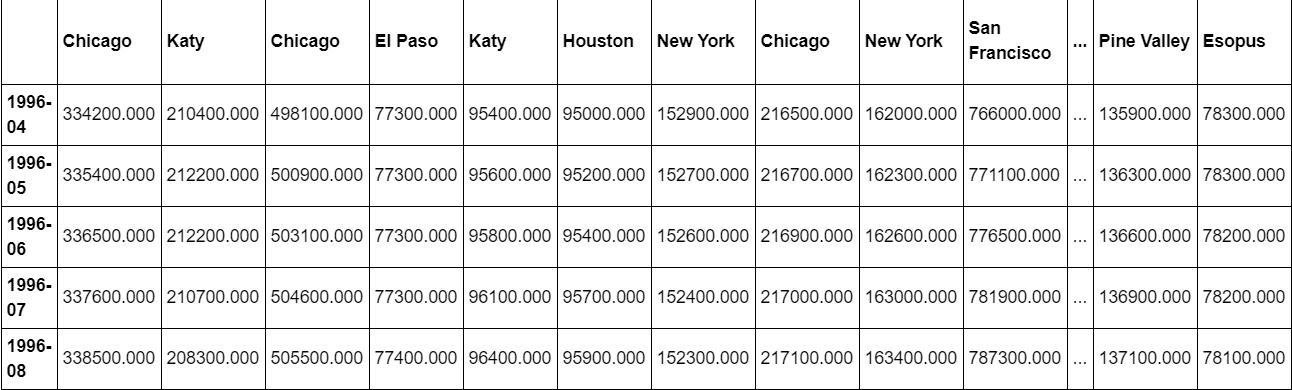 Chicago Katy Chicago El Paso Katy Houston New York Chicago New York San Francisco ... Pine Valley Esopus
1996-04 334200.000 210400.000 498100.000 77300.000 95400.000 95000.000 152900.000 216500.000 162000.000 766000.000 ... 135900.000 78300.000
1996-05 335400.000 212200.000 500900.000 77300.000 95600.000 95200.000 152700.000 216700.000 162300.000 771100.000 ... 136300.000 78300.000
1996-06 336500.000 212200.000 503100.000 77300.000 95800.000 95400.000 152600.000 216900.000 162600.000 776500.000 ... 136600.000 78200.000
1996-07 337600.000 210700.000 504600.000 77300.000 96100.000 95700.000 152400.000 217000.000 163000.000 781900.000 ... 136900.000 78200.000
1996-08 338500.000 208300.000 505500.000 77400.000 96400.000 95900.000 152300.000 217100.000 163400.000 787300.000 ... 137100.000 78100.000